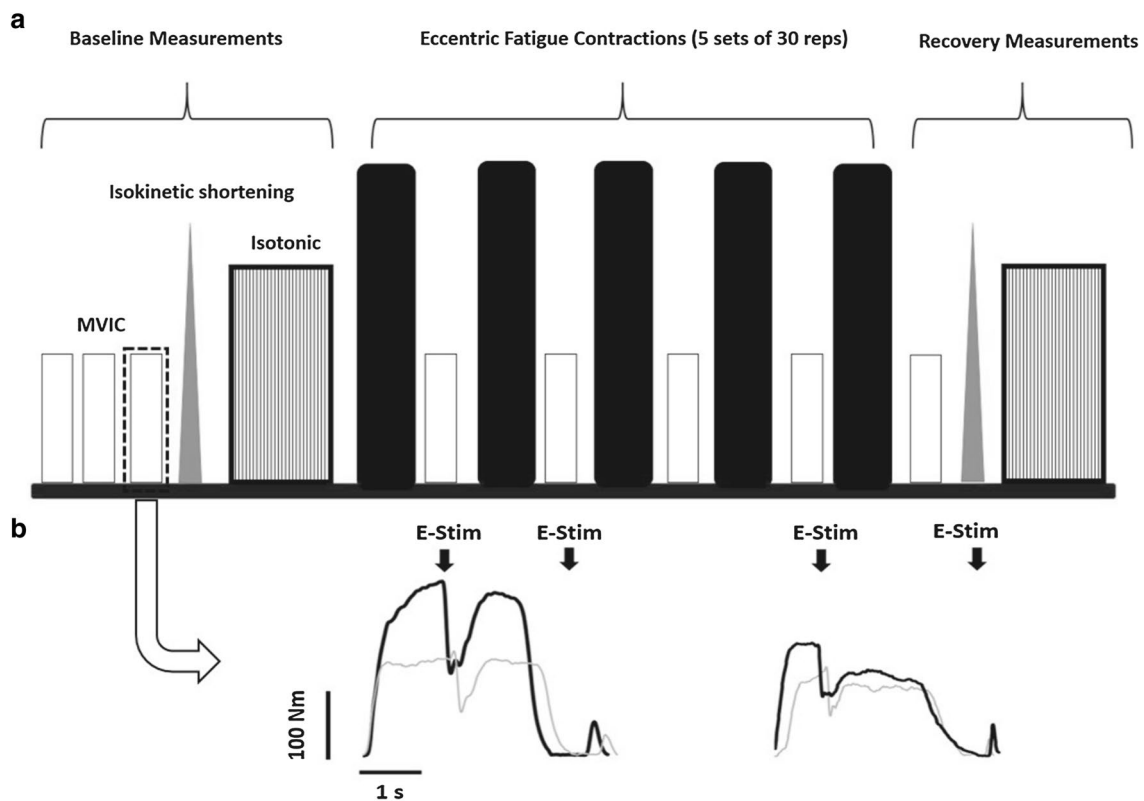 a
Baseline Measurements
Eccentric Fatigue Contractions (5 sets of 30 reps)
Recovery Measurements
Isokinetic shortening
Isotonic
MVIC
b
E-Stim
E-Stim
E-Stim
E-Stim
100 Nm
1 s